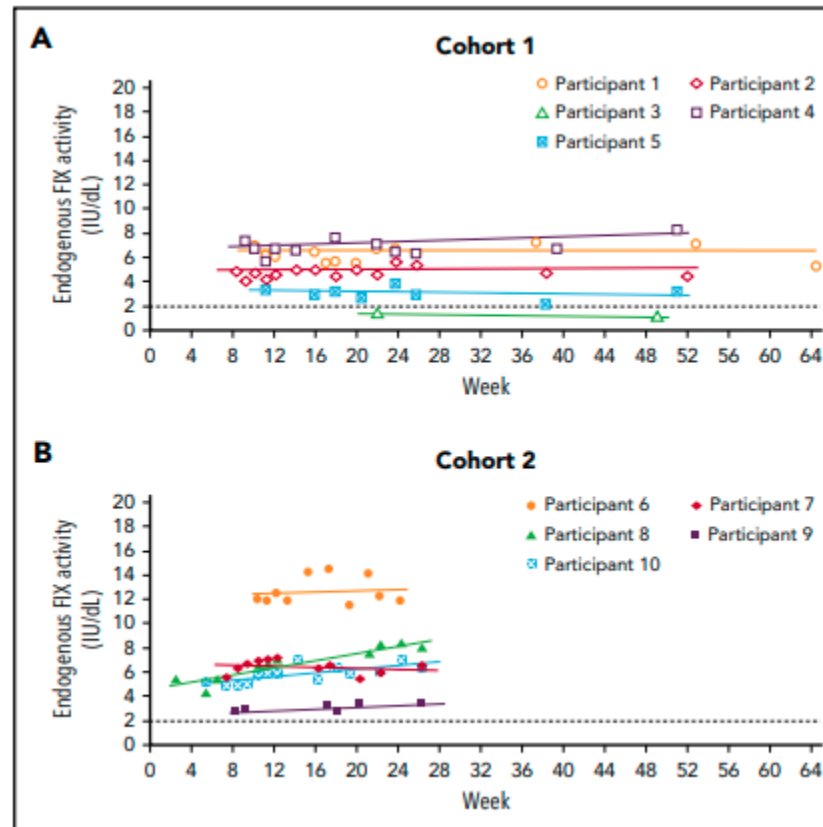 A
Cohort 1
Participant 1 Participant 2
Participant 3 Participant 4
Participant 5
Endogenous FIX activity
(IU/dL)
20
18
16
14
12
10
8
6
4
2
0
0 4 8 12 16 20 24 28 32 36 40 44 48 52 56 60 64
Week
B
Cohort 2
Participant 6 Participant 7
Participant 8 Participant 9
Participant 10
Endogenous FIX activity
(IU/dL)
20
18
16
14
12
10
8
6
4
2
0
0 4 8 12 16 20 24 28 32 36 40 44 48 52 56 60 64
Week